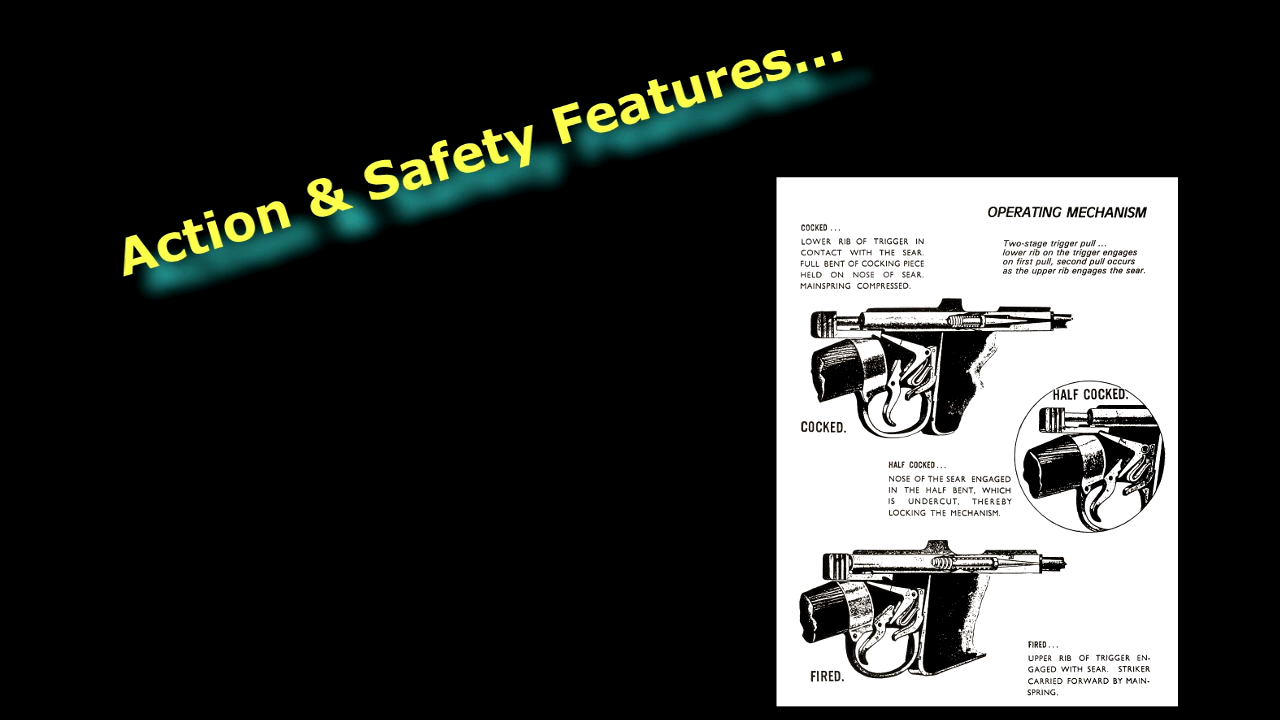 Action & Safety Features...
OPERATING MECHANISM
COCKED ...
LOWER RIB OF TRIGGER IN
CONTACT WITH THE SEAR.
FULL BENT OF COCKING PIECE
HELD ON NOSE OF SEAR.
MAINSPRING COMPRESSED.
Two-stage trigger pull ...
lower rib on the trigger engages
on first pull, second pull occurs
as the upper rib engages the sear.
COCKED.
HALF COCKED.
HALF COCKED ...
NOSE OF THE SEAR ENGAGED
IN THE HALF BENT, WHICH
IS UNDERCUT, THEREBY
LOCKING THE MECHANISM.
FIRED.
FIRED ...
UPPER RIB OF TRIGGER EN-
GAGED WITH SEAR. STRIKER
CARRIED FORWARD BY MAIN-
SPRING.